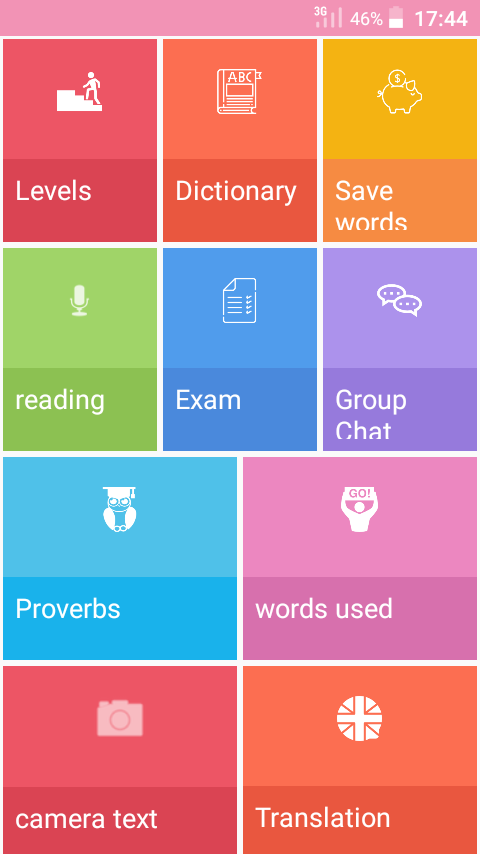 3G 46% 17:44
ABC
$
Levels
Dictionary
Save
words
reading
Exam
Group
Chat
GO!
Proverbs
words used
camera text
Translation